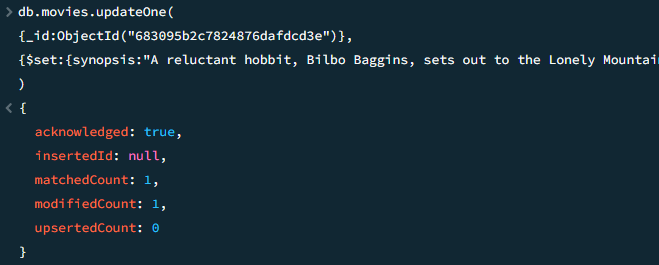 > db.movies.updateOne(
{_id:ObjectId("683095b2c7824876dafdcd3e")},
{$set:{synopsis:"A reluctant hobbit, Bilbo Baggins, sets out to the Lonely Mountai
)
< {
acknowledged: true,
insertedId: null,
matchedCount: 1,
modifiedCount: 1,
upsertedCount: 0
}